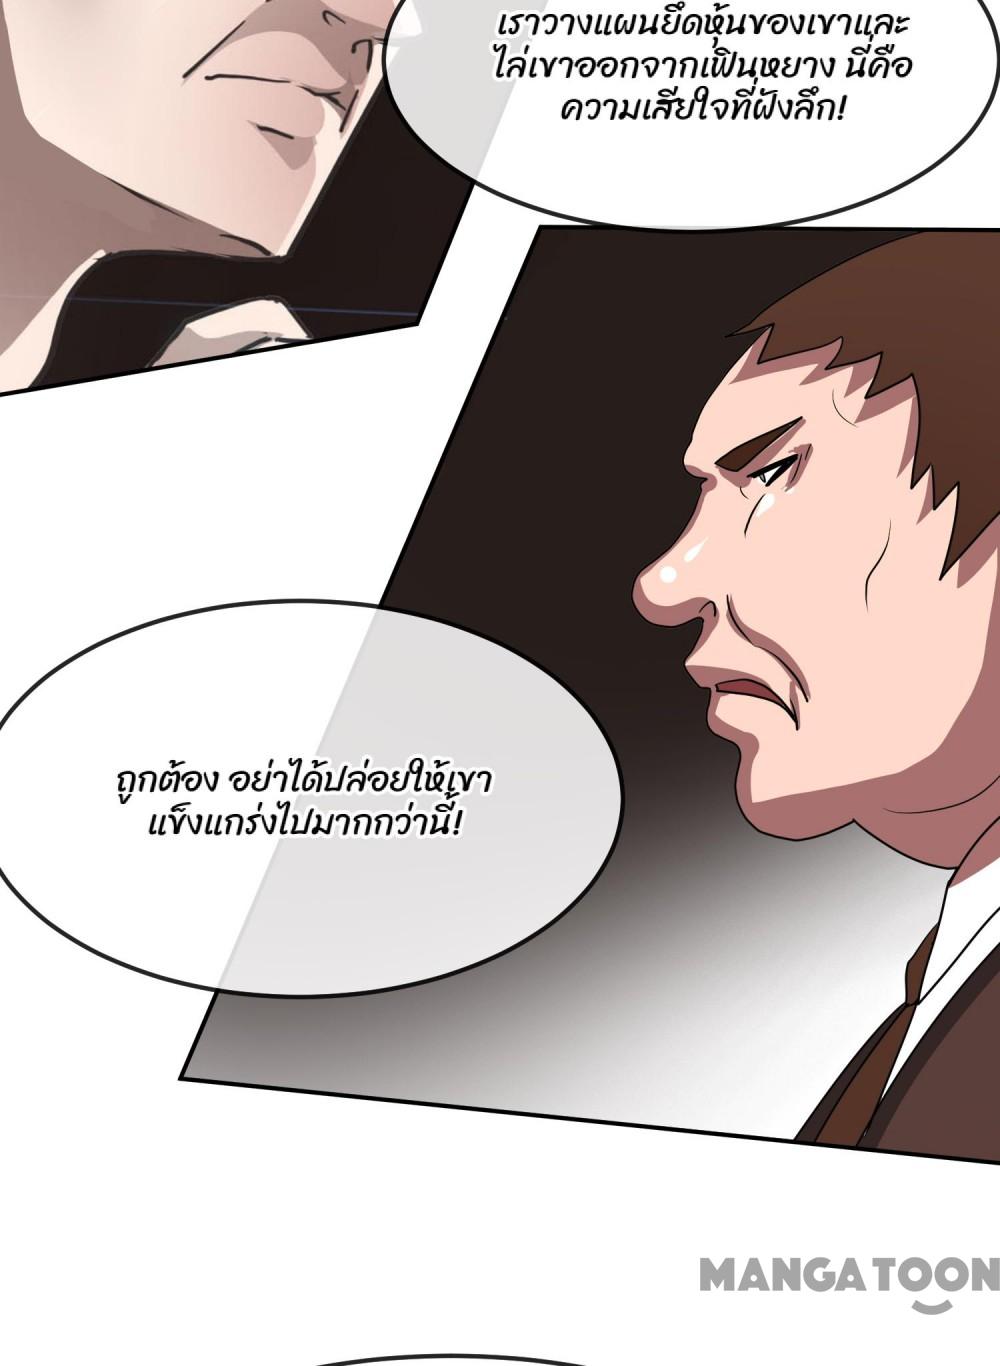 เราวางแผนยึดหุ้นของเขาและ
ไล่เขาออกจากเฟินหยาง นี่คือ
ความเสียใจที่ฝังลึก!
ถูกต้อง อย่าได้ปล่อยให้เขา
แข็งแกร่งไปมากกว่านี้!
MANGATOON